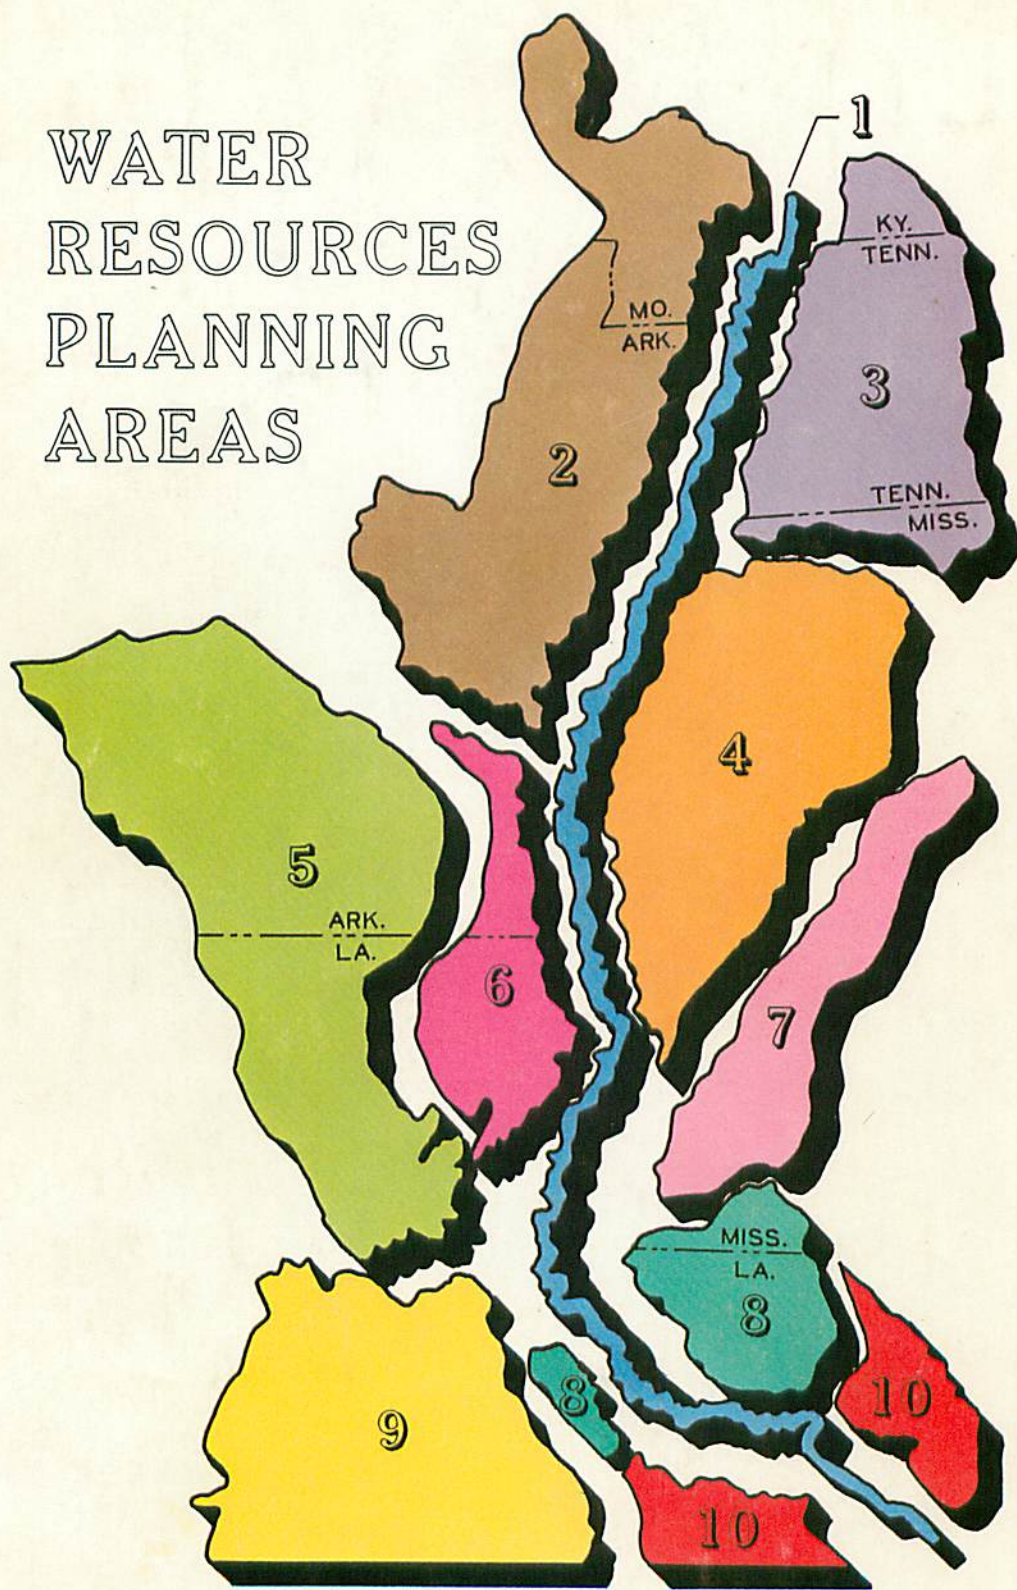 WATER
RESOURCES
PLANNING
AREAS
1
KY.
TENN.
MO.
ARK.
3
2
TENN.
MISS.
4
5
ARK.
LA.
6
7
MISS.
LA.
8
8
10
9
10